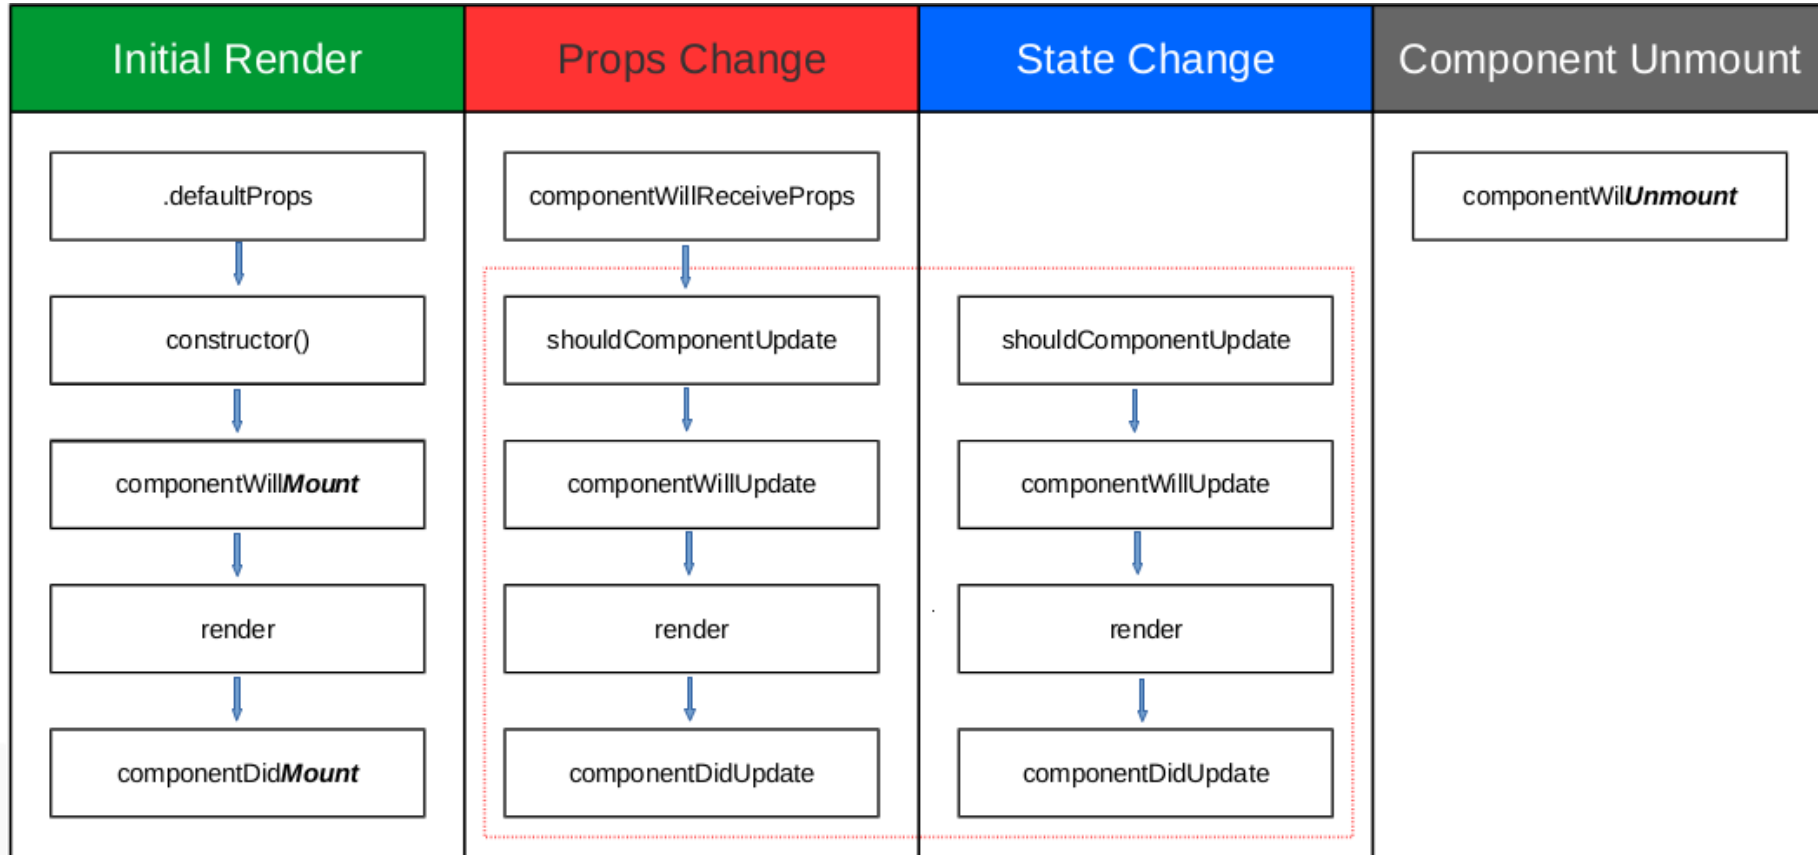 Initial Render
Props Change
State Change
Component Unmount
.defaultProps
constructor()
componentWillMount
render
componentDidMount
componentWillReceiveProps
shouldComponentUpdate
componentWillUpdate
render
componentDidUpdate
shouldComponentUpdate
componentWillUpdate
render
componentDidUpdate
componentWilUnmount